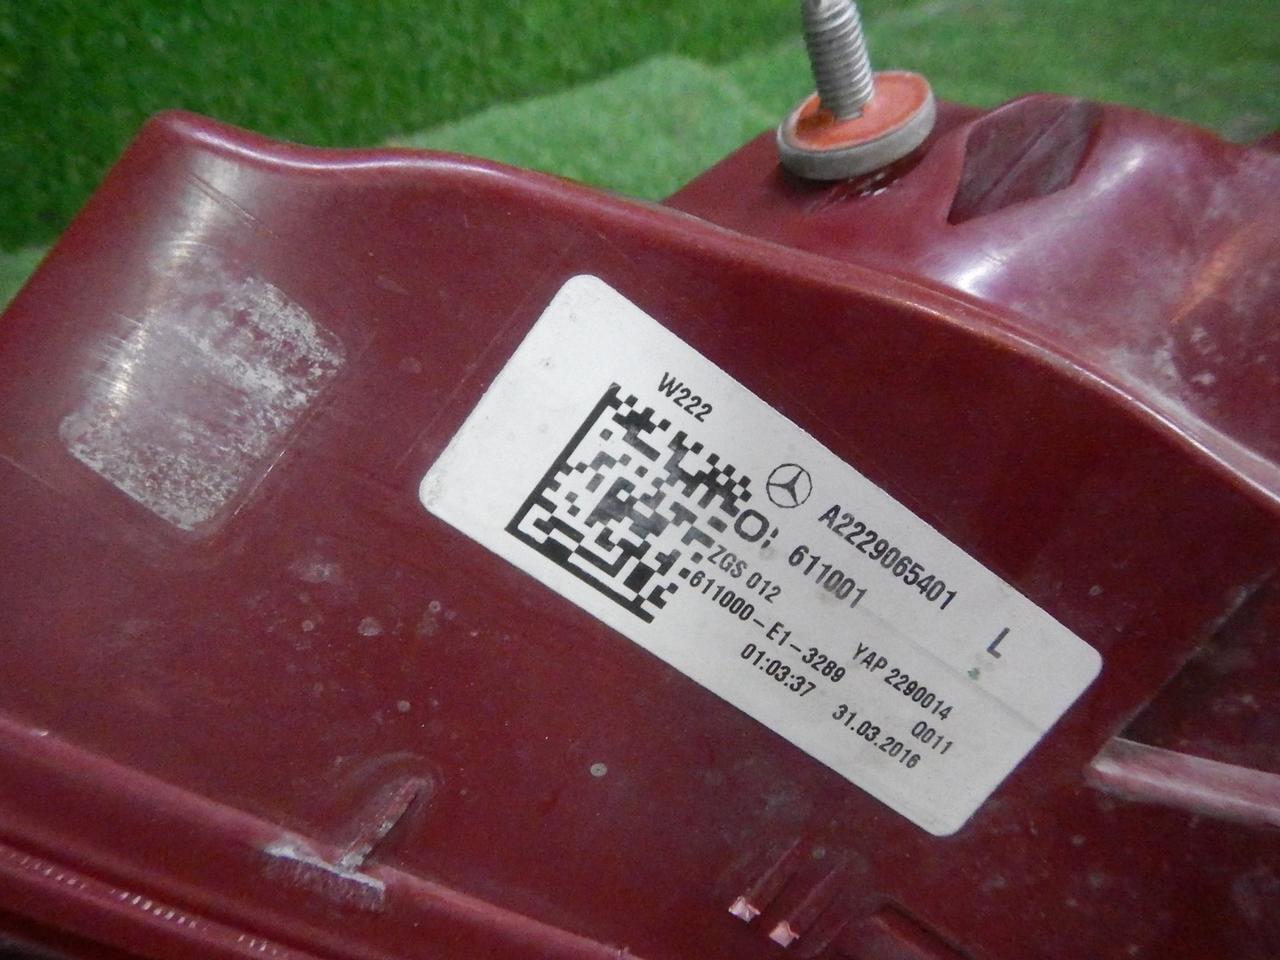 W222
A2229065401 L
611001 YAP 2290014
ZGS 012 Q011
611000-E1-3289 31.03.2016
01:03:37